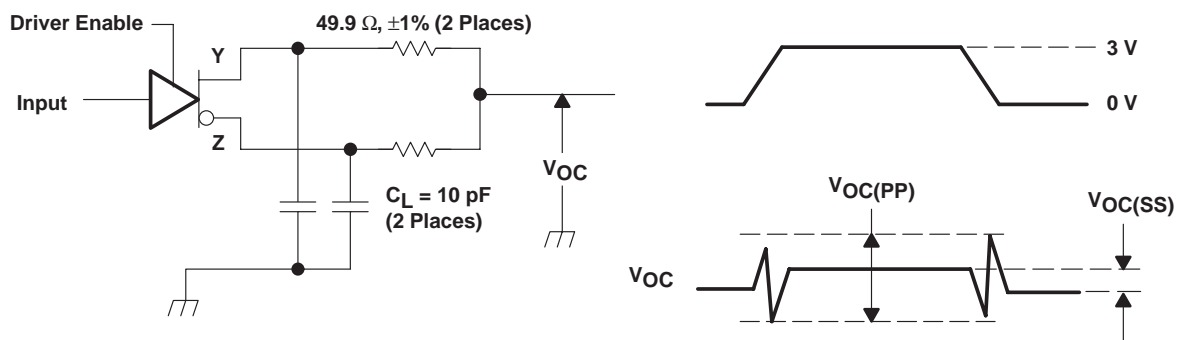 Driver Enable
49.9 Ω, ±1% (2 Places)
Y
Input
Z
CL = 10 pF
(2 Places)
VOC
3 V
0 V
VOC(PP)
VOC(SS)
VOC